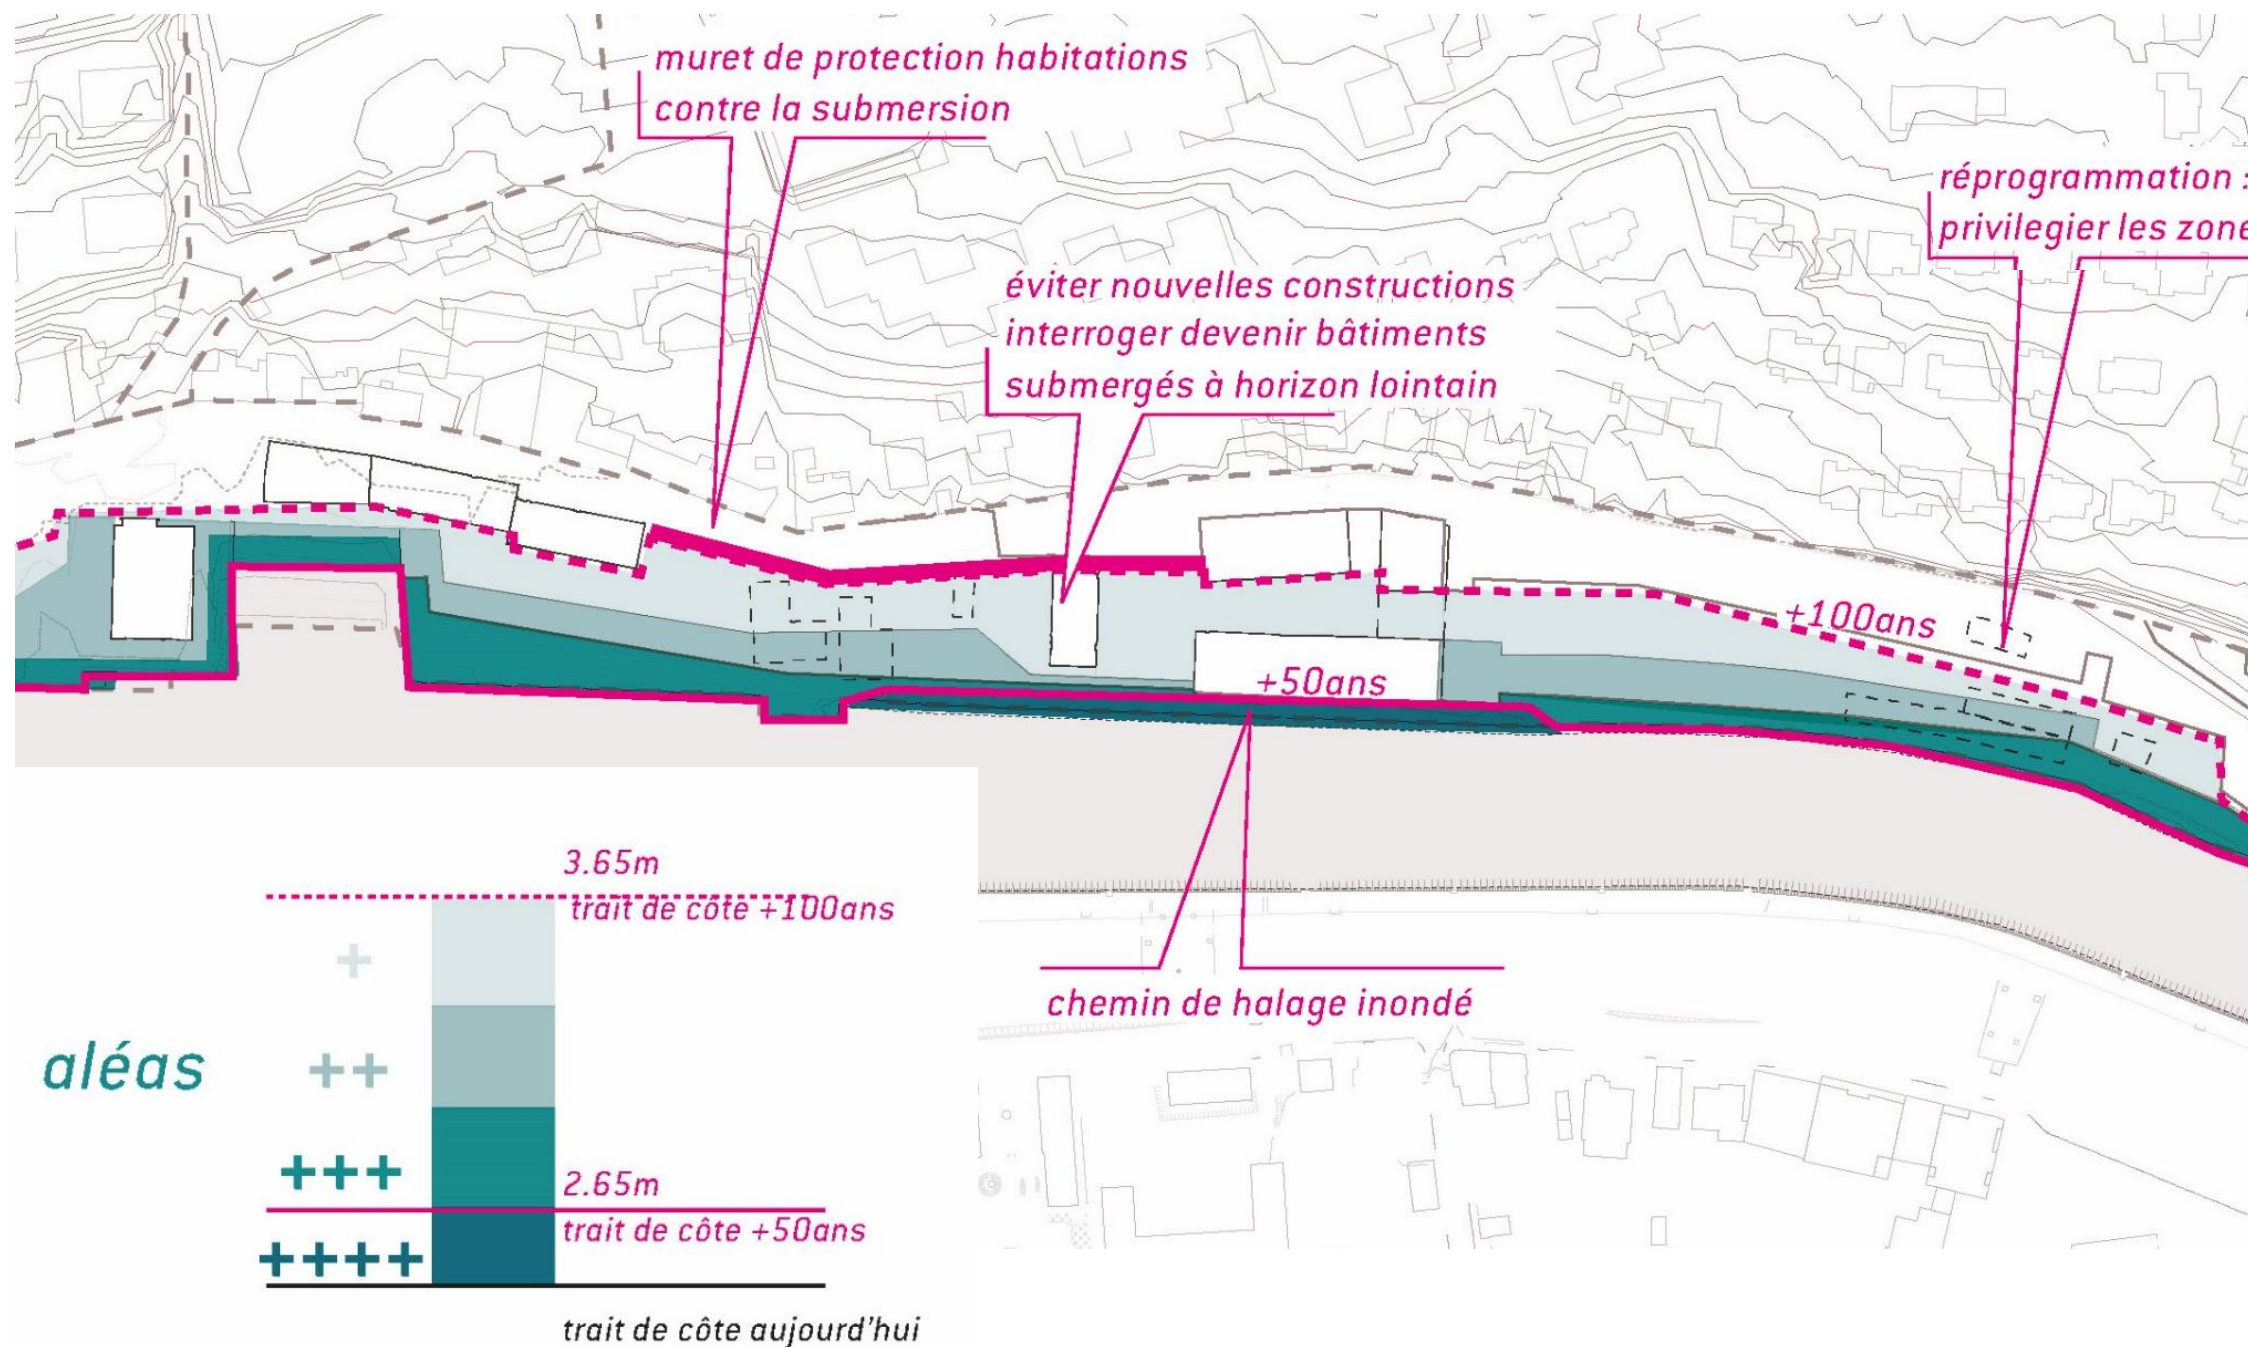 muret de protection habitations
contre la submersion
réprogrammation :
privilegier les zone
éviter nouvelles constructions
interroger devenir bâtiments
submergés à horizon lointain
+100ans
+50ans
3.65m
trait de côte +100ans
+
chemin de halage inondé
aléas
++
+++
2.65m
trait de côte +50ans
++++
trait de côte aujourd'hui